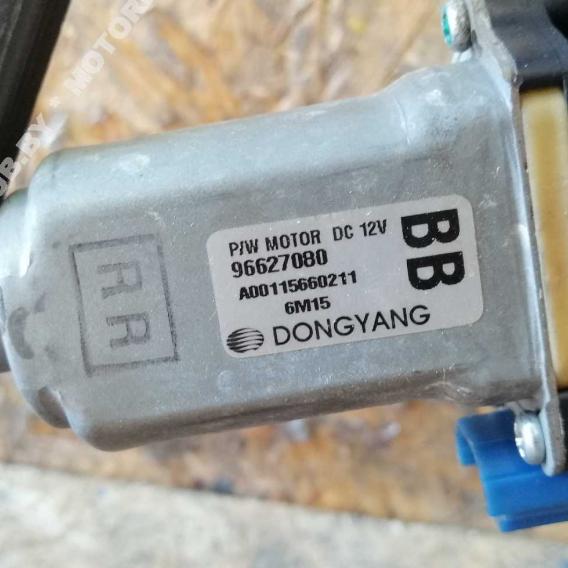 P/W MOTOR DC 12V
96627080
A00115660211
6M15
DONGYANG
BB
RR